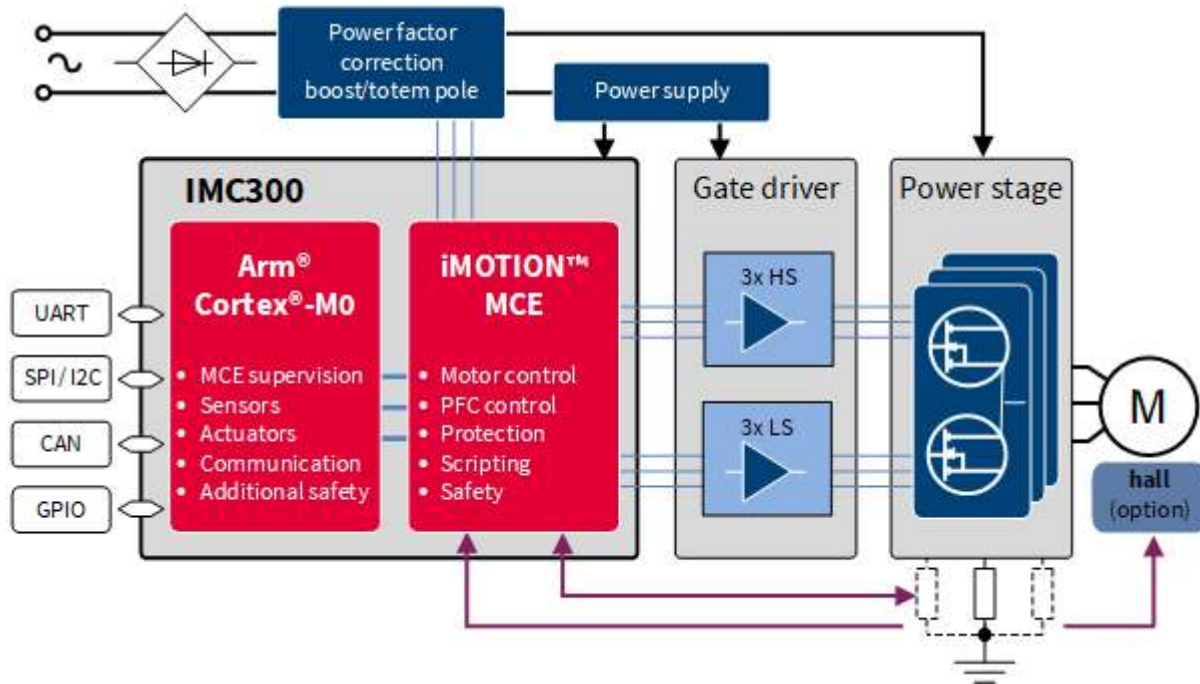 Power factor
correction
boost/totem pole
Power supply
IMC300
Arm®
Cortex®-M0
• MCE supervision
• Sensors
• Actuators
• Communication
• Additional safety
iMOTION™
MCE
• Motor control
• PFC control
• Protection
• Scripting
• Safety
UART
SPI / I2C
CAN
GPIO
Gate driver
3x HS
3x LS
Power stage
M
hall
(option)